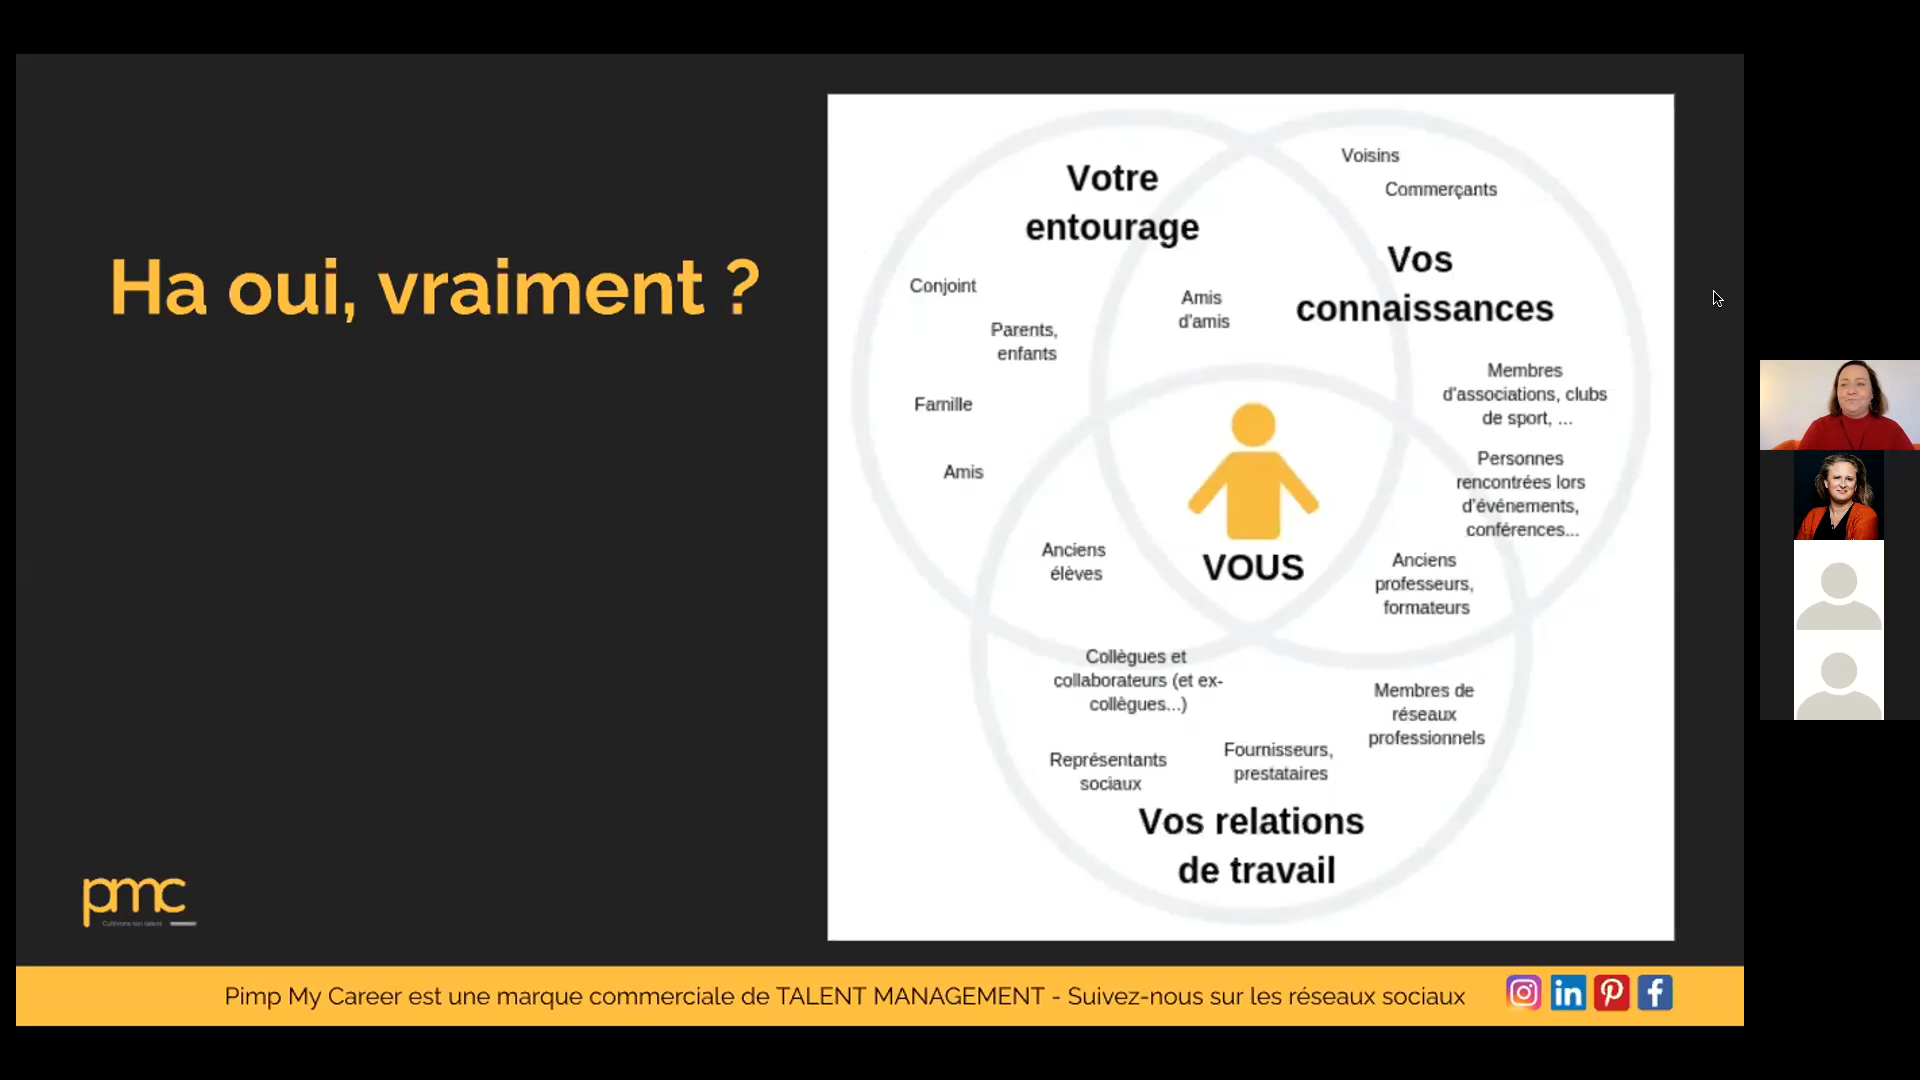 Ha oui, vraiment ?
Votre
entourage
Conjoint
Parents,
enfants
Famille
Amis
Amis
d'amis
Voisins
Commerçants
Vos
connaissances
Membres
d'associations, clubs
de sport, ...
Personnes
rencontrées lors
d'événements,
conférences...
Anciens
élèves
VOUS
Anciens
professeurs,
formateurs
Collègues et
collaborateurs (et ex-
collègues...)
Membres de
réseaux
professionnels
Représentants
sociaux
Fournisseurs,
prestataires
Vos relations
de travail
pmc
Cultivons ton talent
Pimp My Career est une marque commerciale de TALENT MANAGEMENT - Suivez-nous sur les réseaux sociaux